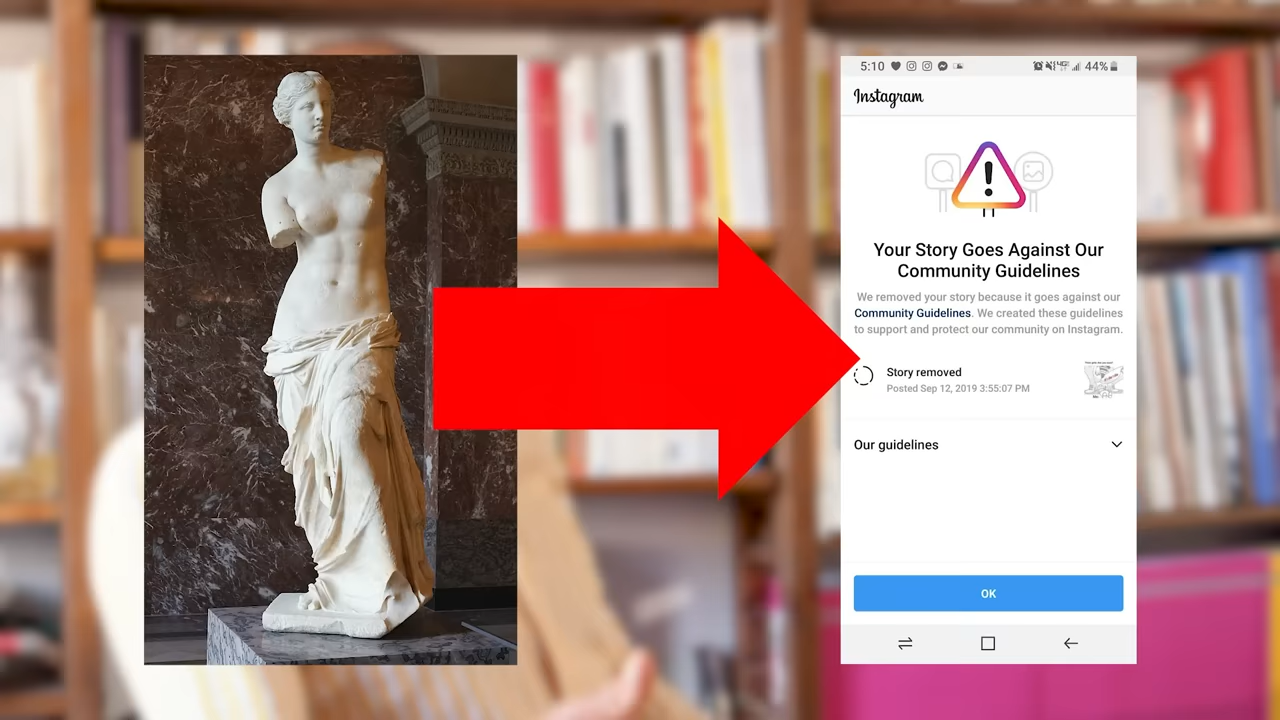 5:10
44%
Instagram
Your Story Goes Against Our
Community Guidelines
We removed your story because it goes against our
Community Guidelines. We created these guidelines
to support and protect our community on Instagram.
Story removed
Posted Sep 12, 2019 3:55:07 PM
Our guidelines
OK